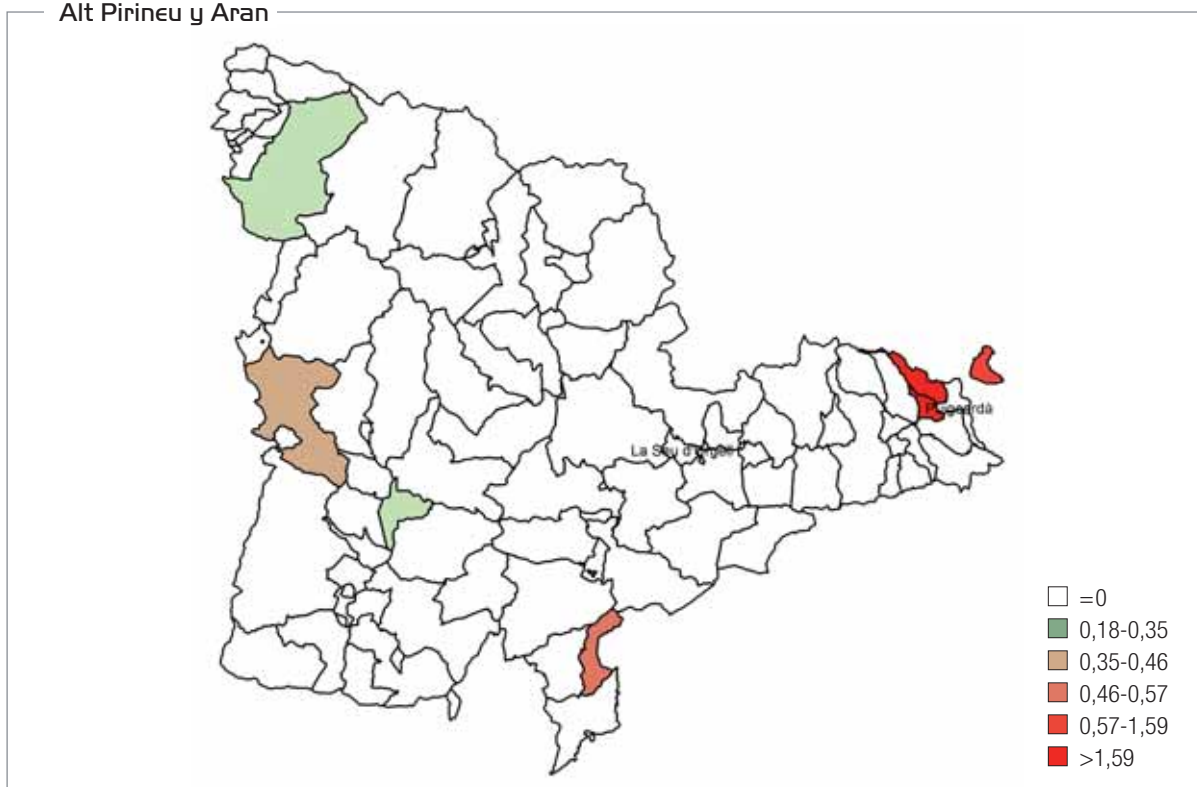 Alt Pirineu y Aran
Puigcerdà
La Seu d'Urgell
=0
0,18-0,35
0,35-0,46
0,46-0,57
0,57-1,59
>1,59